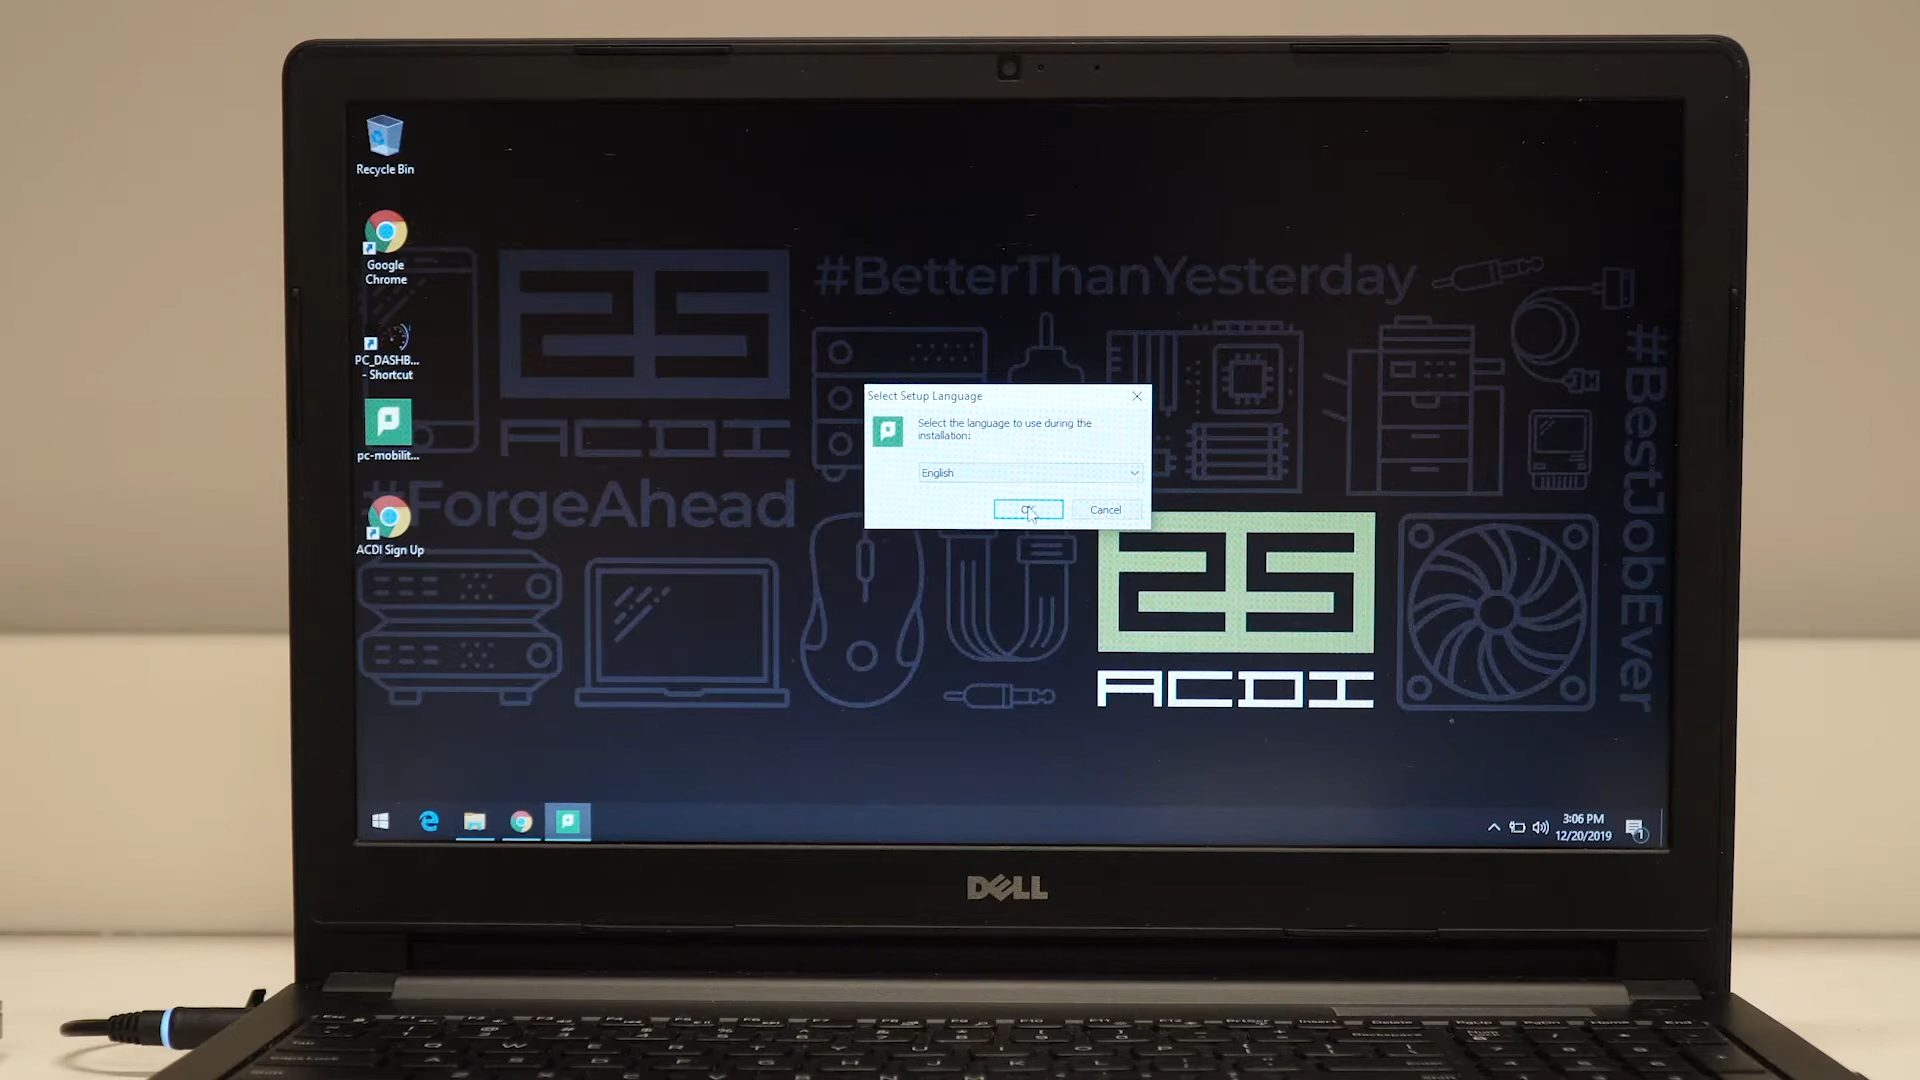 Recycle Bin
Google
Chrome
PC_DASHB...
- Shortcut
pc-mobilit...
ACDI Sign Up
25
ACDI
#BetterThanYesterday
#ForgeAhead
#BestJobEver
Select Setup Language
Select the language to use during the
installation:
English
OK
Cancel
25
ACDI
3:06 PM
12/20/2019
1
DELL